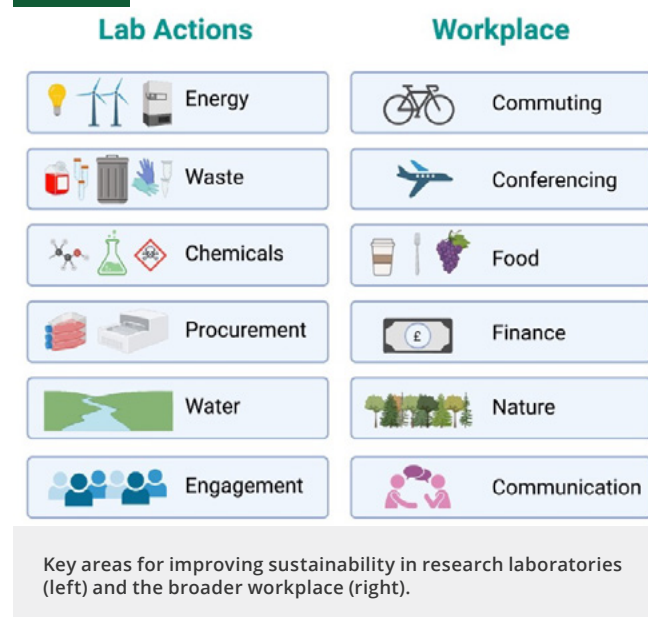 Lab Actions
Energy
Waste
Chemicals
Procurement
Water
Engagement
Workplace
Commuting
Conferencing
Food
£
Finance
Nature
Communication
Key areas for improving sustainability in research laboratories
(left) and the broader workplace (right).